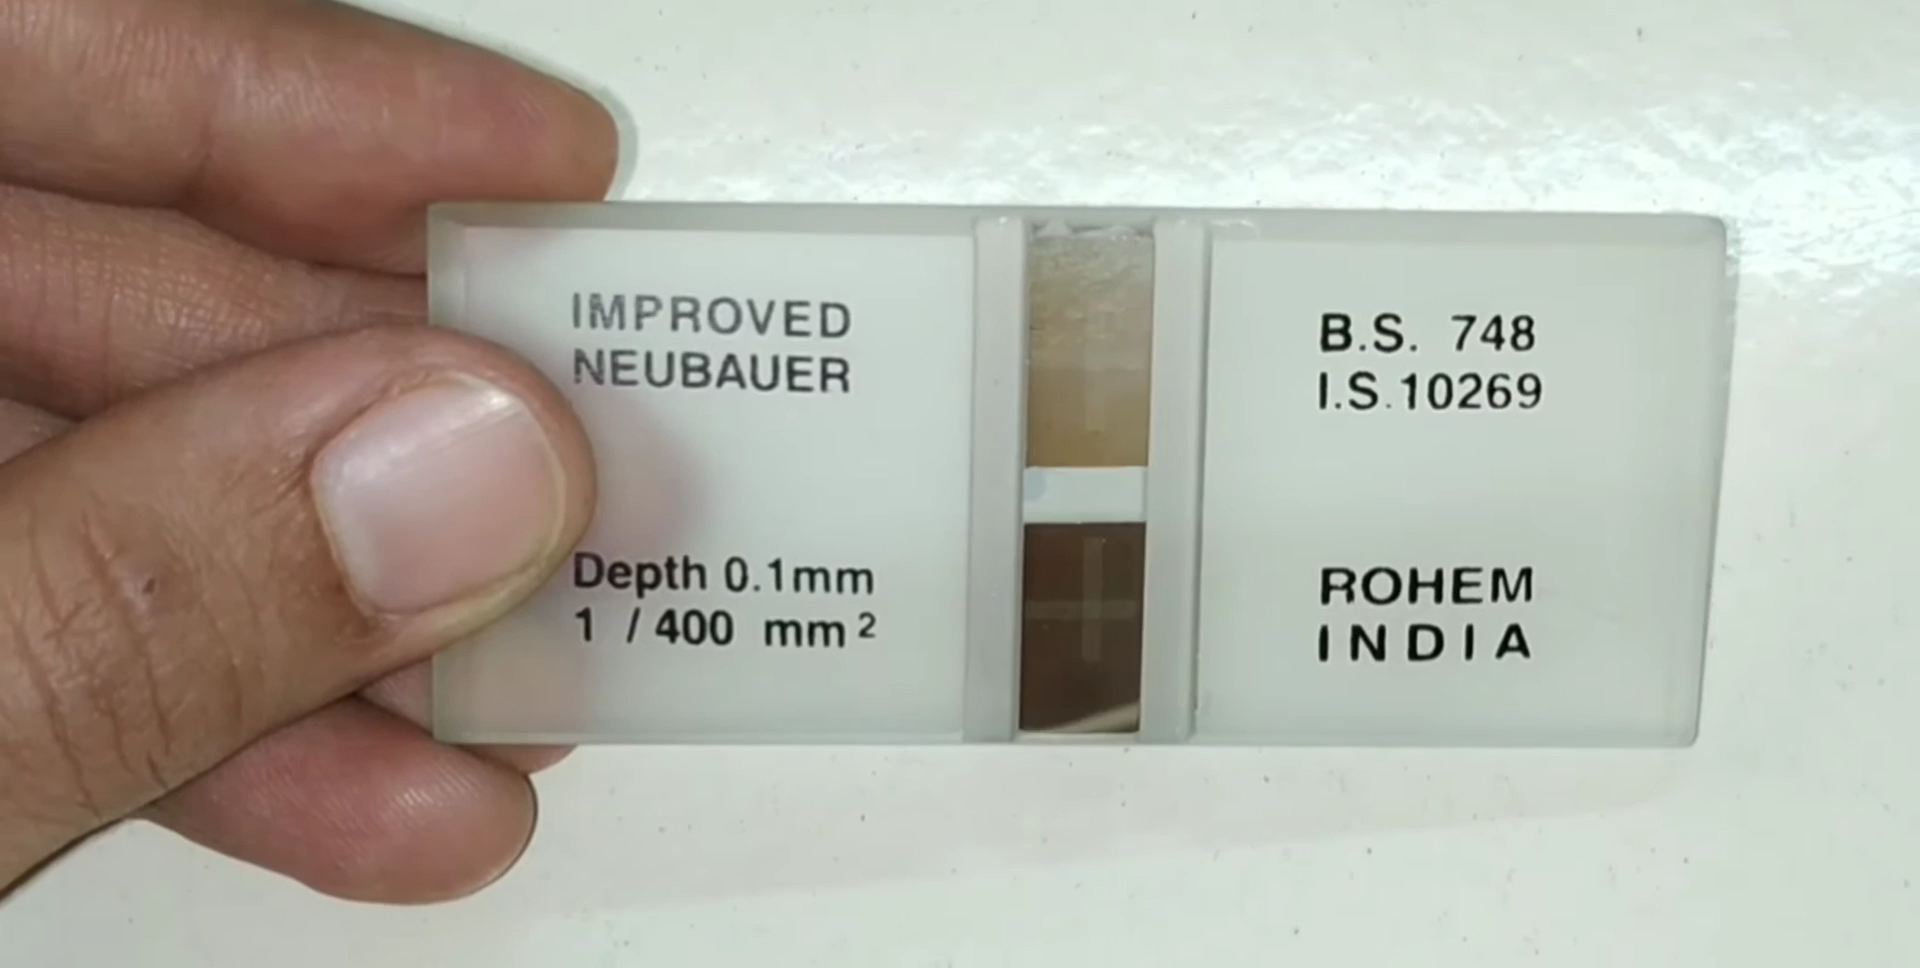 IMPROVED
NEUBAUER
Depth 0.1mm
1 / 400 mm²
B.S. 748
I.S.10269
ROHEM
INDIA